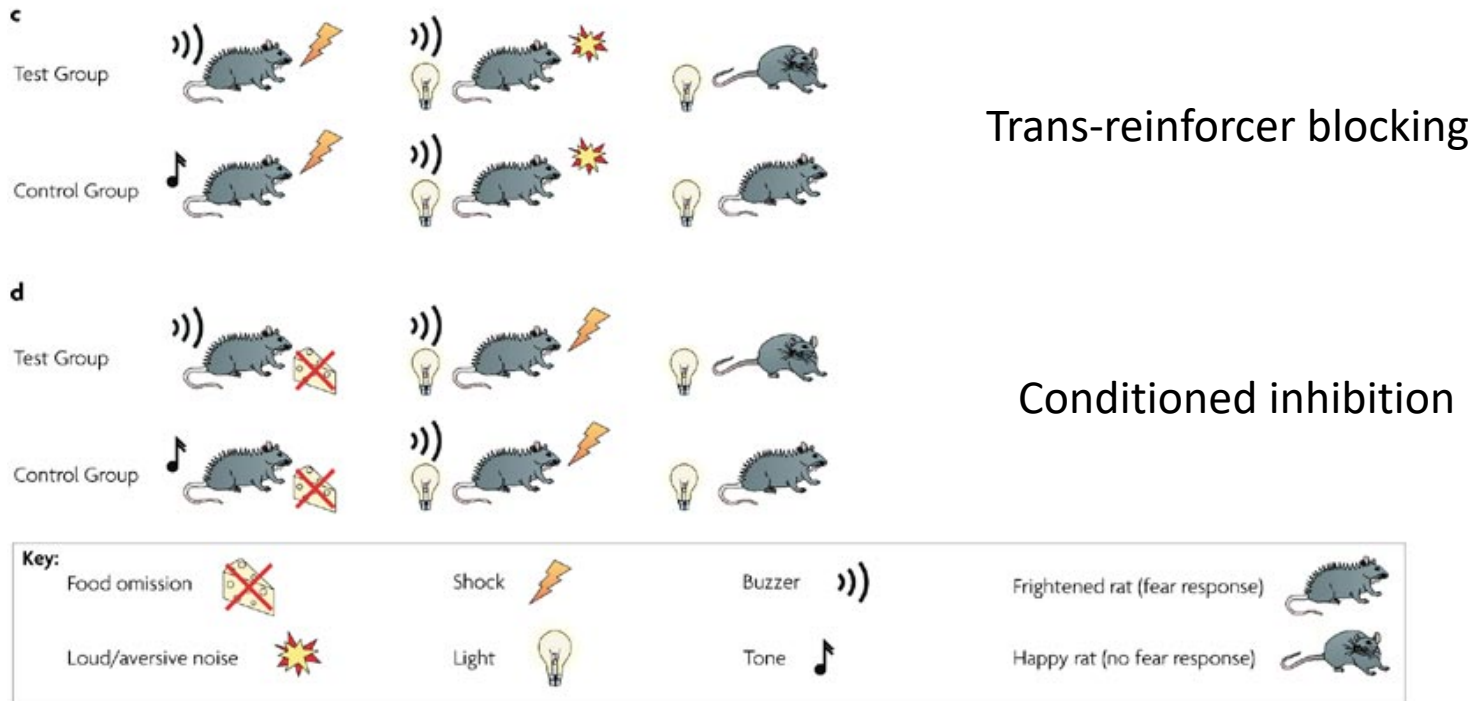 c
Test Group
Trans-reinforcer blocking
Control Group
d
Test Group
Conditioned inhibition
Control Group
Key:
Food omission
Shock
Buzzer
Frightened rat (fear response)
Loud/aversive noise
Light
Tone
Happy rat (no fear response)